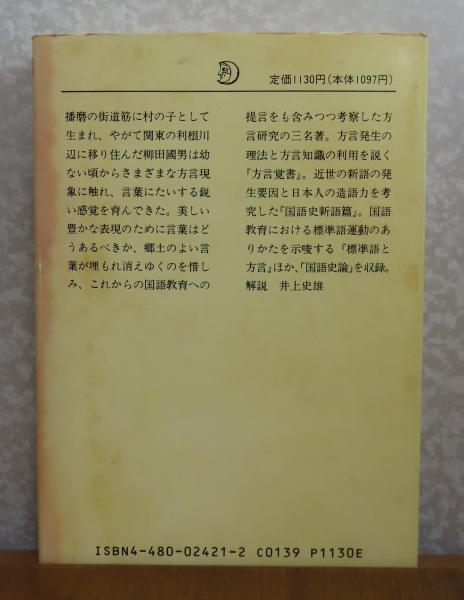 定価1130円(本体1097円)
播磨の街道筋に村の子として
生まれ、やがて関東の利根川
辺に移り住んだ柳田國男は幼
ない頃からさまざまな方言現
象に触れ、言葉にたいする鋭
い感覚を育んできた。美しい
豊かな表現のために言葉はど
うあるべきか、郷土のよい言
葉が埋もれ消えゆくのを惜し
み、これからの国語教育への
提言をも含みつつ考察した方
言研究の三名著。方言発生の
理法と方言知識の利用を説く
『方言覚書』。近世の新語の発
生要因と日本人の造語力を考
究した『国語史新語篇』。国語
教育における標準語運動のあ
りかたを示唆する『標準語と
方言』ほか、「国語史論」を収録。
解説 井上史雄
ISBN4-480-02421-2 C0139 P1130E